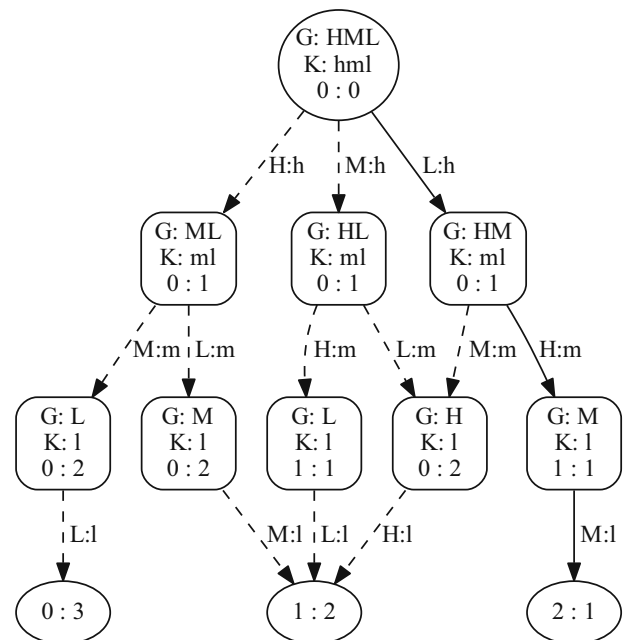 G: HML
K: hml
0 : 0
H:h
M:h
L:h
G: ML
K: ml
0 : 1
G: HL
K: ml
0 : 1
G: HM
K: ml
0 : 1
M:m
L:m
H:m
L:m
M:m
H:m
G: L
K: l
0 : 2
G: M
K: l
0 : 2
G: L
K: l
1 : 1
G: H
K: l
0 : 2
G: M
K: l
1 : 1
L:l
M:l
L:l
H:l
M:l
0 : 3
1 : 2
2 : 1